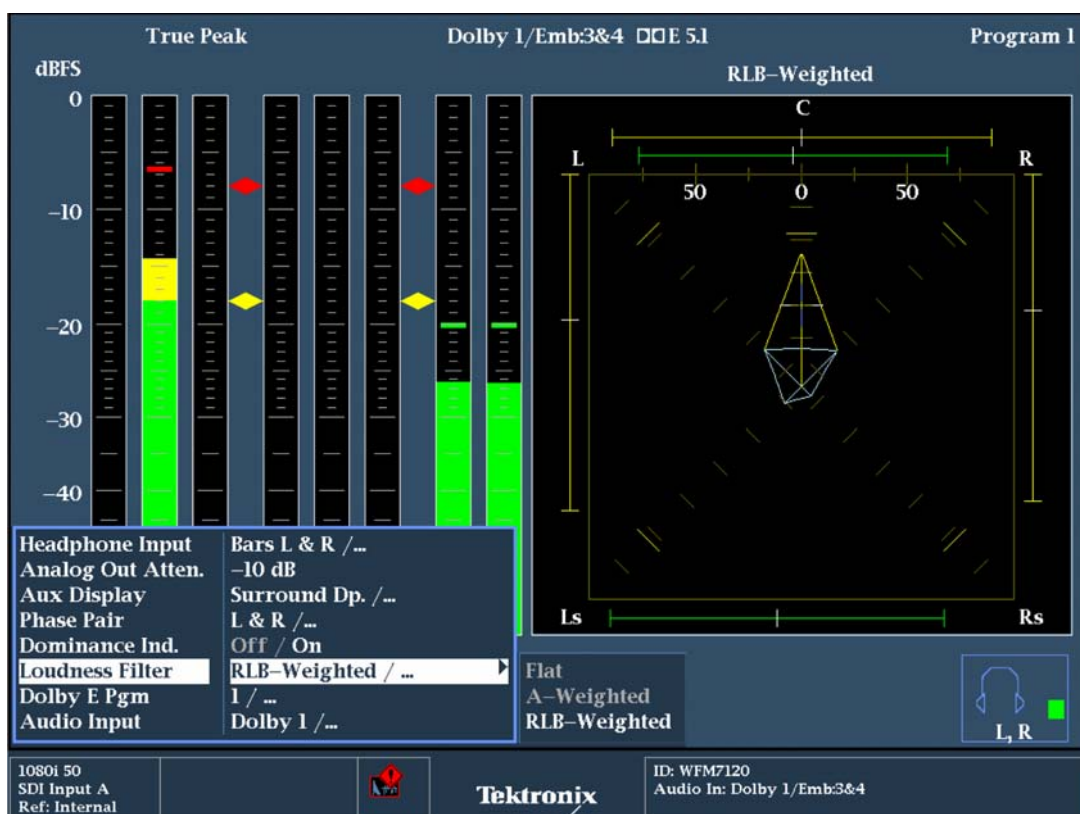 True Peak
Dolby 1/Emb:3&4 DD E 5.1
Program 1
dBFS
0
−10
−20
−30
−40
RLB–Weighted
C
L
R
50
0
50
Ls
Rs
Headphone Input Bars L & R /...
Analog Out Atten. −10 dB
Aux Display Surround Dp. /...
Phase Pair L & R /...
Dominance Ind. Off / On
Loudness Filter RLB–Weighted / ...
Dolby E Pgm 1 / ...
Audio Input Dolby 1 /...
Flat
A–Weighted
RLB–Weighted
L, R
1080i 50
SDI Input A
Ref: Internal
Tektronix
ID: WFM7120
Audio In: Dolby 1/Emb:3&4